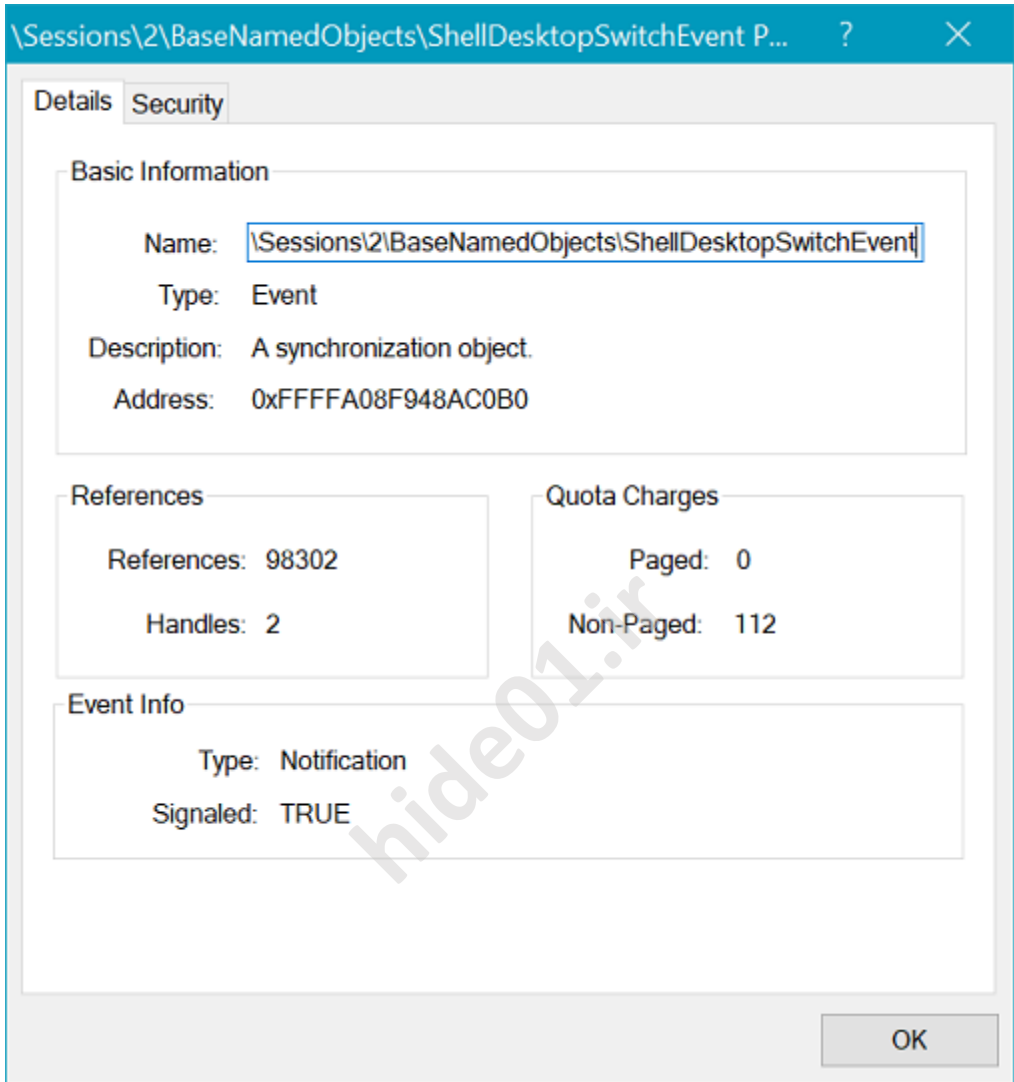 \Sessions\2\BaseNamedObjects\ShellDesktopSwitchEvent P... ?
Details Security
Basic Information
Name: \Sessions\2\BaseNamedObjects\ShellDesktopSwitchEvent
Type: Event
Description: A synchronization object.
Address: 0xFFFFA08F948AC0B0
References
References: 98302
Handles: 2
Quota Charges
Paged: 0
Non-Paged: 112
Event Info
Type: Notification
Signaled: TRUE
hide01.ir
OK